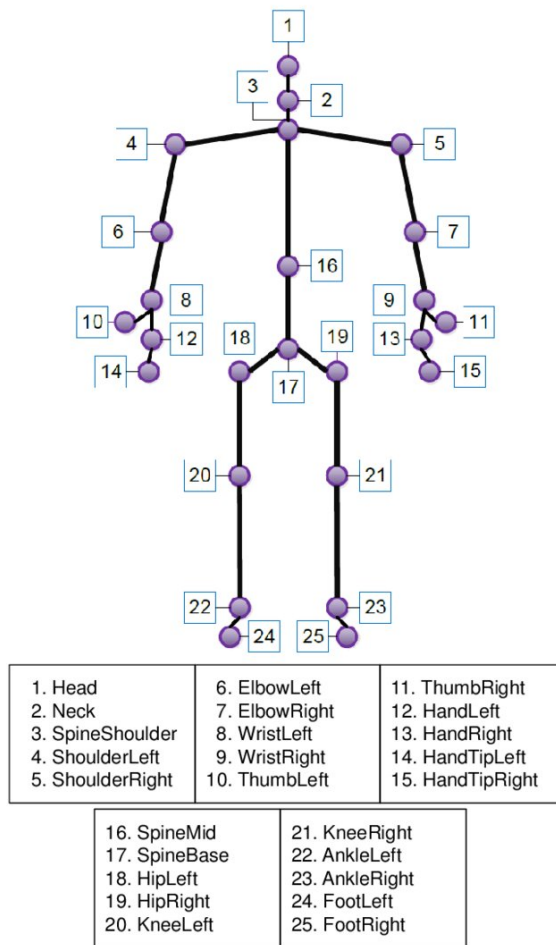 1
3
2
4
5
6
7
16
8
9
10
11
12
13
18
19
14
17
15
20
21
22
23
24
25
1. Head
2. Neck
3. SpineShoulder
4. ShoulderLeft
5. ShoulderRight
6. ElbowLeft
7. ElbowRight
8. WristLeft
9. WristRight
10. ThumbLeft
11. ThumbRight
12. HandLeft
13. HandRight
14. HandTipLeft
15. HandTipRight
16. SpineMid
17. SpineBase
18. HipLeft
19. HipRight
20. KneeLeft
21. KneeRight
22. AnkleLeft
23. AnkleRight
24. FootLeft
25. FootRight